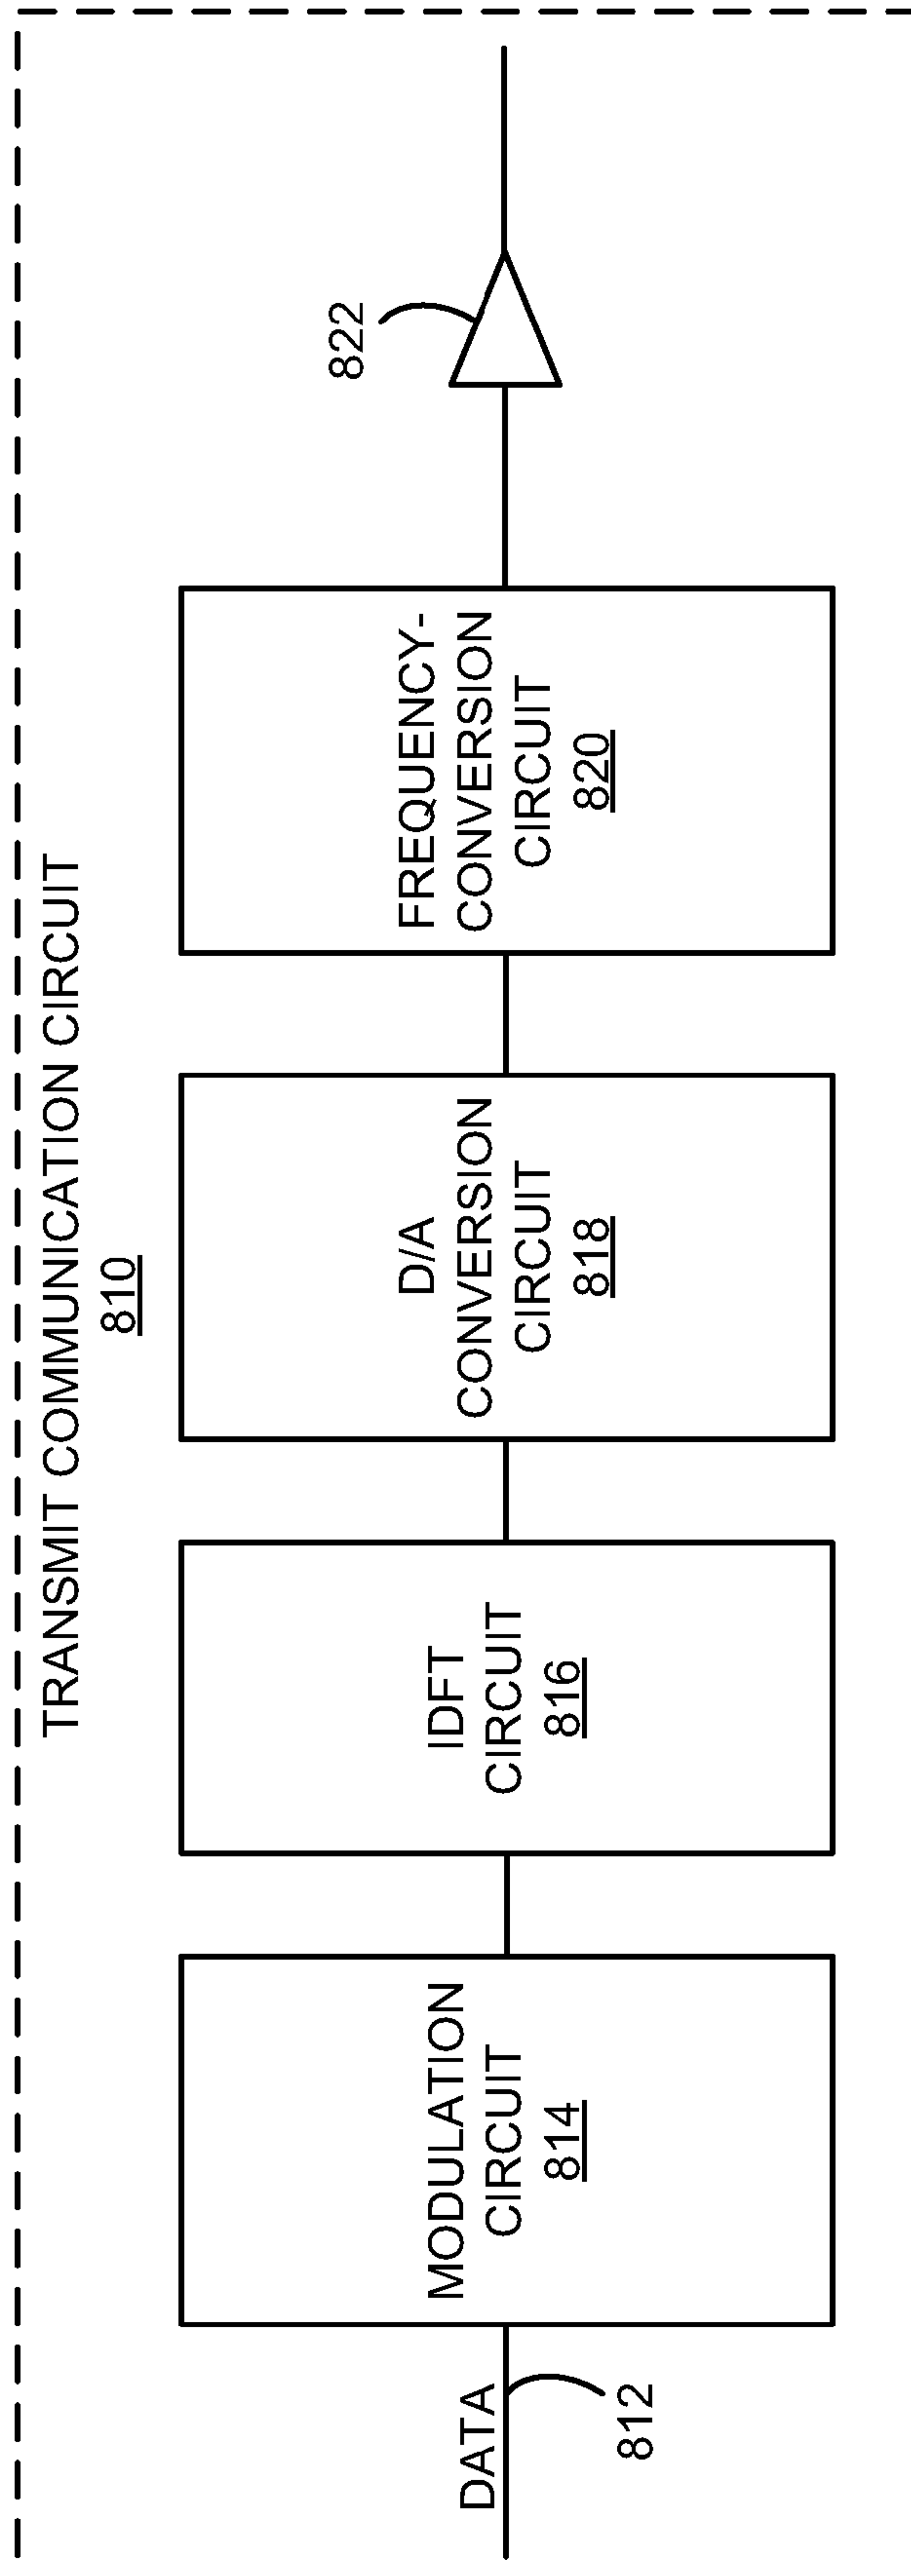 TRANSMIT COMMUNICATION CIRCUIT
810
DATA
812
MODULATION
CIRCUIT
814
IDFT
CIRCUIT
816
D/A
CONVERSION
CIRCUIT
818
FREQUENCY-
CONVERSION
CIRCUIT
820
822